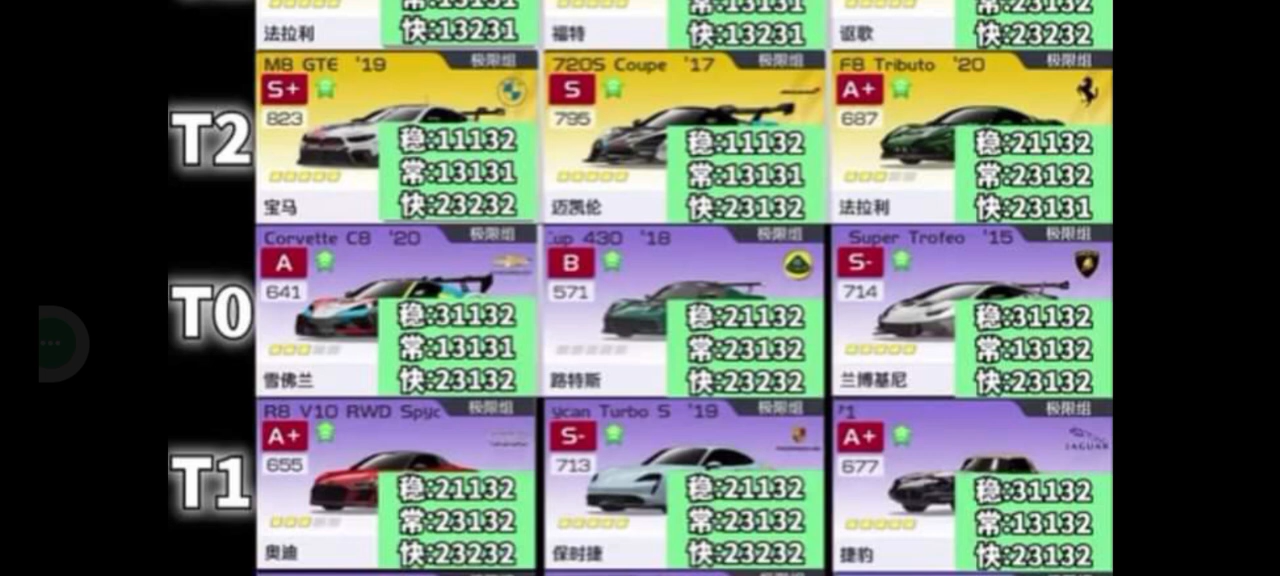 快:13231
快:13231
快:23232
法拉利
福特
讴歌
M8 GTE '19
极限组
720S Coupe '17
极限组
F8 Tributo '20
极限组
S+
S
A+
823
795
687
T2
稳:11132
稳:11132
稳:21132
常:13131
常:13131
常:23132
快:23232
快:23132
快:23131
宝马
迈凯伦
法拉利
Corvette C8 '20
极限组
up 430 '18
极限组
Super Trofeo '15
极限组
A
B
S-
641
571
714
T0
稳:31132
稳:21132
稳:31132
常:13131
常:23132
常:13132
快:23132
快:23232
快:23132
雪佛兰
路特斯
兰博基尼
R8 V10 RWD Spyc
极限组
ycan Turbo S '19
极限组
极限组
A+
S-
A+
JAGUAR
655
713
677
T1
稳:21132
稳:21132
稳:31132
常:23132
常:23132
常:13132
快:23232
快:23232
快:23132
奥迪
保时捷
捷豹